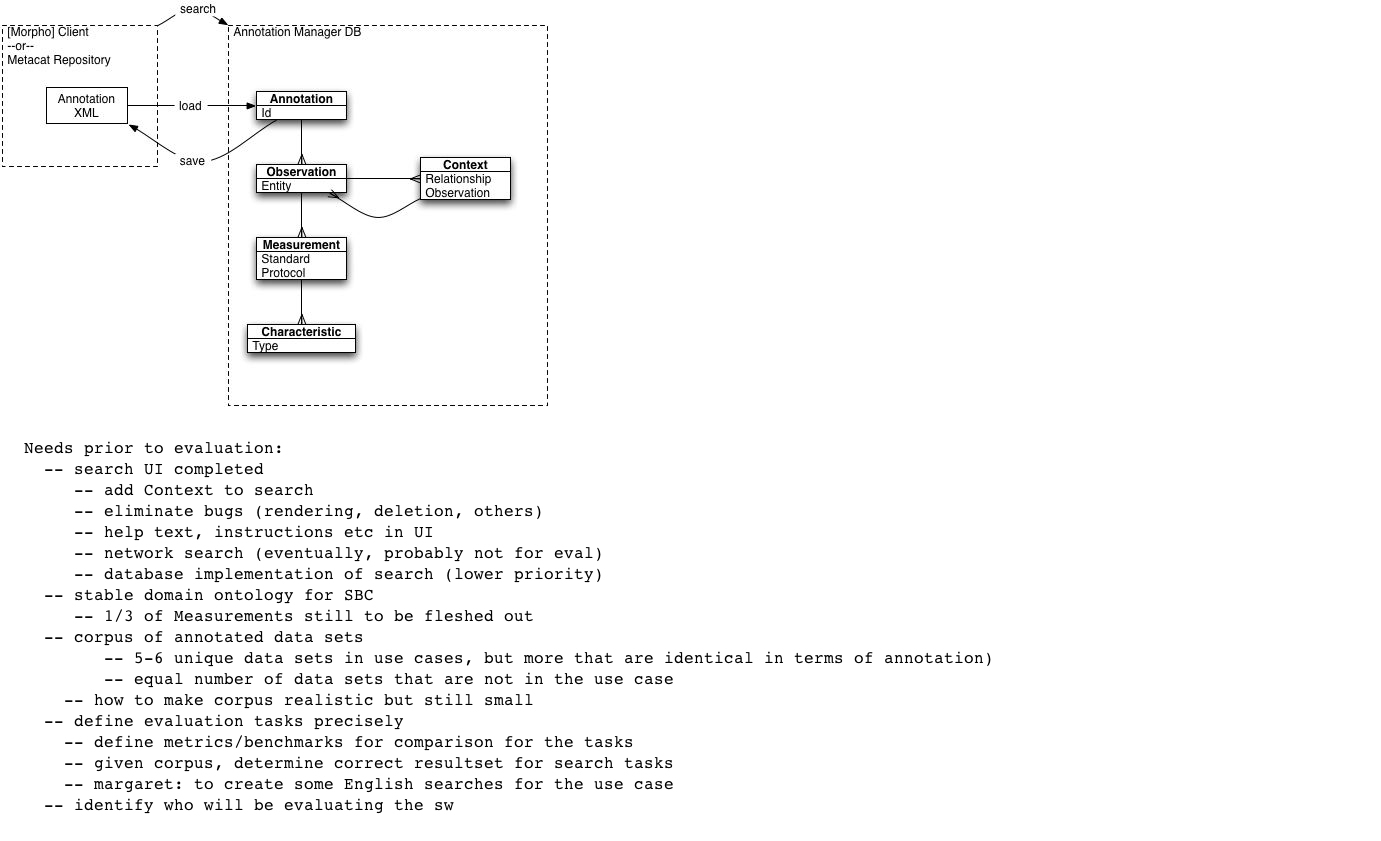 search
[Morpho] Client
--or--
Metacat Repository
Annotation Manager DB
Annotation
XML
load
save
Annotation
Id
Observation
Entity
Context
Relationship
Observation
Measurement
Standard
Protocol
Characteristic
Type
Needs prior to evaluation:
-- search UI completed
-- add Context to search
-- eliminate bugs (rendering, deletion, others)
-- help text, instructions etc in UI
-- network search (eventually, probably not for eval)
-- database implementation of search (lower priority)
-- stable domain ontology for SBC
-- 1/3 of Measurements still to be fleshed out
-- corpus of annotated data sets
-- 5-6 unique data sets in use cases, but more that are identical in terms of annotation)
-- equal number of data sets that are not in the use case
-- how to make corpus realistic but still small
-- define evaluation tasks precisely
-- define metrics/benchmarks for comparison for the tasks
-- given corpus, determine correct resultset for search tasks
-- margaret: to create some English searches for the use case
-- identify who will be evaluating the sw